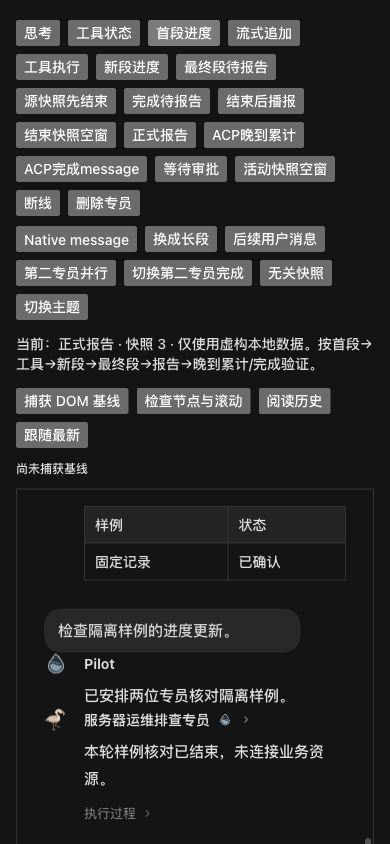 思考 工具状态 首段进度 流式追加
工具执行 新段进度 最终段待报告
源快照先结束 完成待报告 结束后播报
结束快照空窗 正式报告 ACP晚到累计
ACP完成message 等待审批 活动快照空窗
断线 删除专员
Native message 换成长段 后续用户消息
第二专员并行 切换第二专员完成 无关快照
切换主题
当前：正式报告 · 快照 3 · 仅使用虚构本地数据。按首段→
工具→新段→最终段→报告→晚到累计/完成验证。
捕获 DOM 基线 检查节点与滚动 阅读历史
跟随最新
尚未捕获基线
样例 状态
固定记录 已确认
检查隔离样例的进度更新。
Pilot
已安排两位专员核对隔离样例。
服务器运维排查专员
本轮样例核对已结束，未连接业务资
源。
执行过程